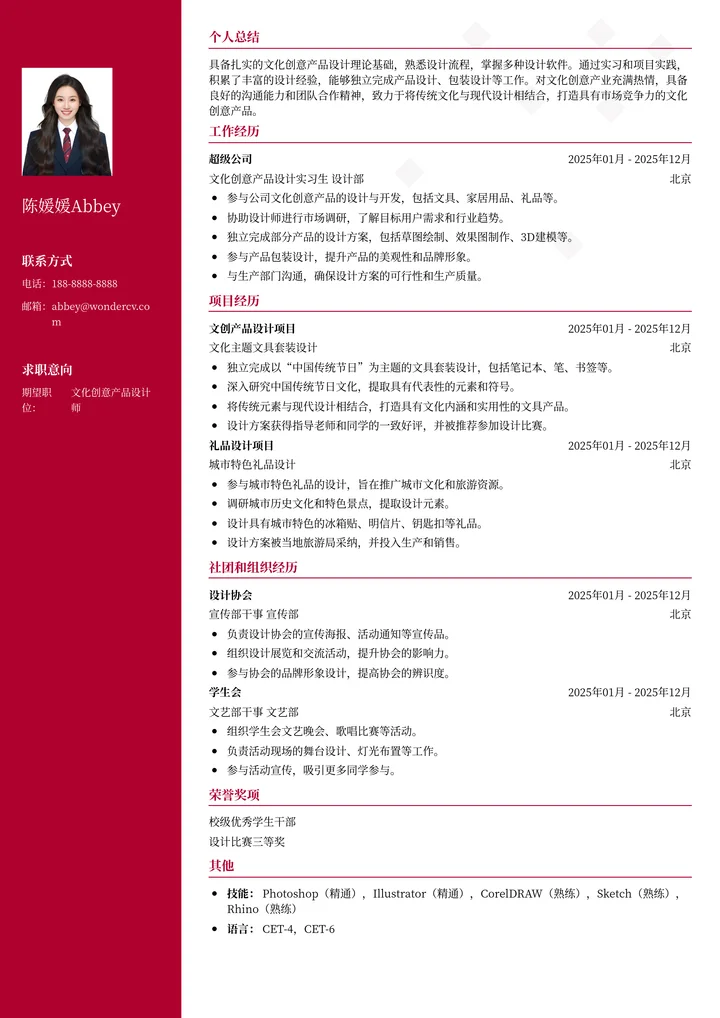 陈媛媛Abbey
联系方式
电话：188-8888-8888
邮箱：abbey@wondercv.co
m
求职意向
期望职 文化创意产品设计
位： 师
个人总结
具备扎实的文化创意产品设计理论基础，熟悉设计流程，掌握多种设计软件。通过实习和项目实践，
积累了丰富的设计经验，能够独立完成产品设计、包装设计等工作。对文化创意产业充满热情，具备
良好的沟通能力和团队合作精神，致力于将传统文化与现代设计相结合，打造具有市场竞争力的文化
创意产品。
工作经历
超级公司 2025年01月 - 2025年12月
文化创意产品设计实习生 设计部 北京
• 参与公司文化创意产品的设计与开发，包括文具、家居用品、礼品等。
• 协助设计师进行市场调研，了解目标用户需求和行业趋势。
• 独立完成部分产品的设计方案，包括草图绘制、效果图制作、3D建模等。
• 参与产品包装设计，提升产品的美观性和品牌形象。
• 与生产部门沟通，确保设计方案的可行性和生产质量。
项目经历
文创产品设计项目 2025年01月 - 2025年12月
文化主题文具套装设计 北京
• 独立完成以“中国传统节日”为主题的文具套装设计，包括笔记本、笔、书签等。
• 深入研究中国传统节日文化，提取具有代表性的元素和符号。
• 将传统元素与现代设计相结合，打造具有文化内涵和实用性的文具产品。
• 设计方案获得指导老师和同学的一致好评，并被推荐参加设计比赛。
礼品设计项目 2025年01月 - 2025年12月
城市特色礼品设计 北京
• 参与城市特色礼品的设计，旨在推广城市文化和旅游资源。
• 调研城市历史文化和特色景点，提取设计元素。
• 设计具有城市特色的冰箱贴、明信片、钥匙扣等礼品。
• 设计方案被当地旅游局采纳，并投入生产和销售。
社团和组织经历
设计协会 2025年01月 - 2025年12月
宣传部干事 宣传部 北京
• 负责设计协会的宣传海报、活动通知等宣传品。
• 组织设计展览和交流活动，提升协会的影响力。
• 参与协会的品牌形象设计，提高协会的辨识度。
学生会 2025年01月 - 2025年12月
文艺部干事 文艺部 北京
• 组织学生会文艺晚会、歌唱比赛等活动。
• 负责活动现场的舞台设计、灯光布置等工作。
• 参与活动宣传，吸引更多同学参与。
荣誉奖项
校级优秀学生干部
设计比赛三等奖
其他
• 技能： Photoshop（精通），Illustrator（精通），CorelDRAW（熟练），Sketch（熟练），
Rhino（熟练）
• 语言： CET-4，CET-6